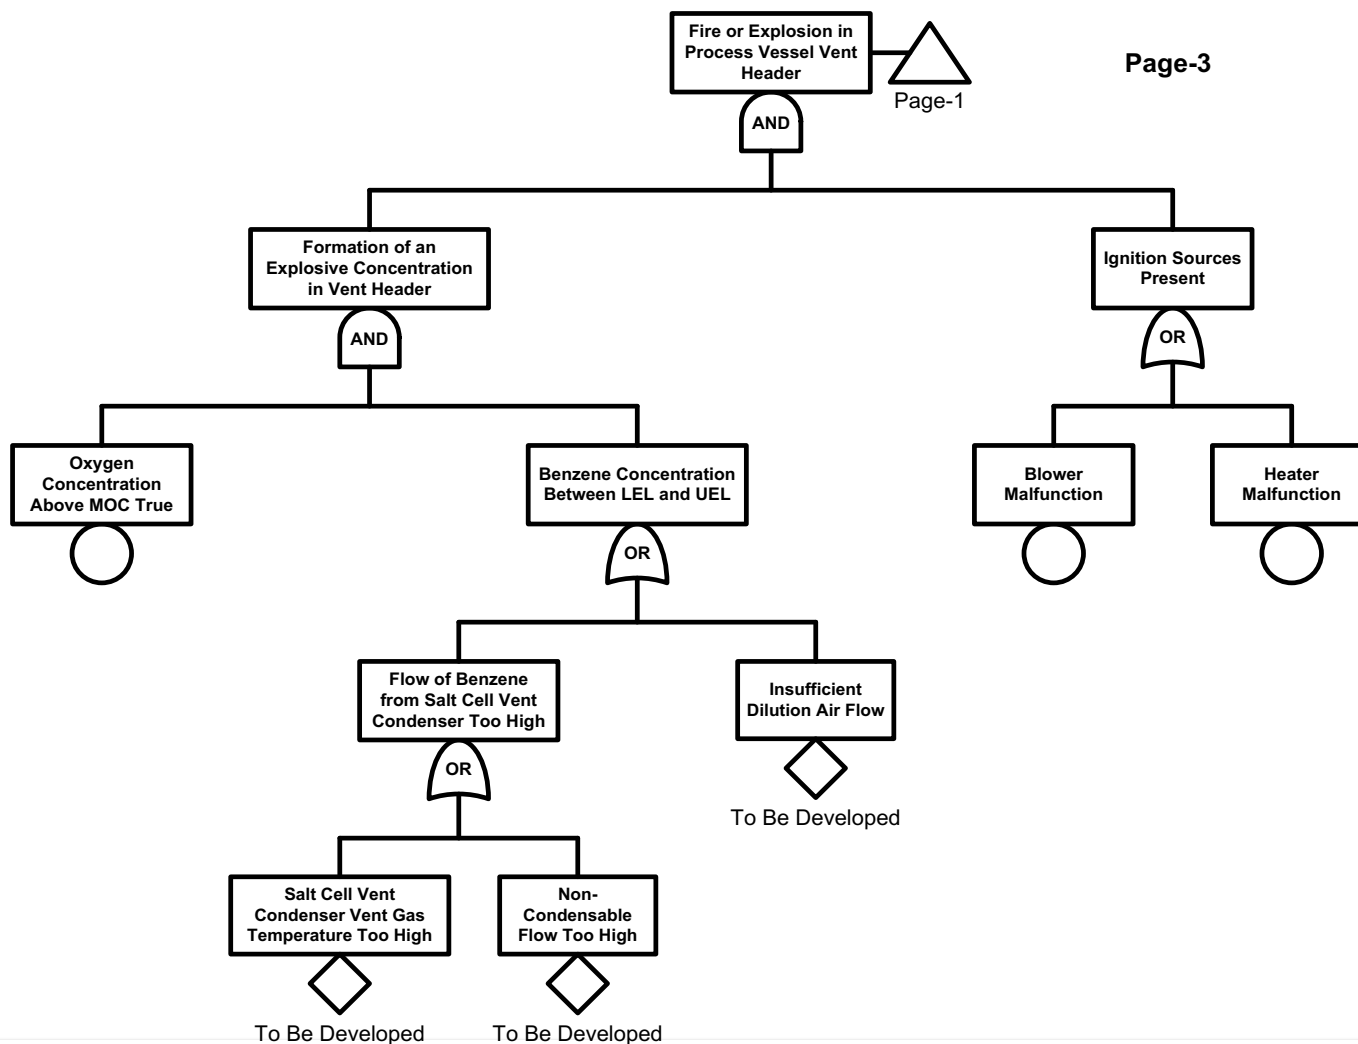 Fire or Explosion in
Process Vessel Vent
Header
Page-3
Page-1
AND
Formation of an
Explosive Concentration
in Vent Header
Ignition Sources
Present
AND
OR
Oxygen
Concentration
Above MOC True
Benzene Concentration
Between LEL and UEL
Blower
Malfunction
Heater
Malfunction
OR
Flow of Benzene
from Salt Cell Vent
Condenser Too High
Insufficient
Dilution Air Flow
OR
To Be Developed
Salt Cell Vent
Condenser Vent Gas
Temperature Too High
Non-
Condensable
Flow Too High
To Be Developed
To Be Developed